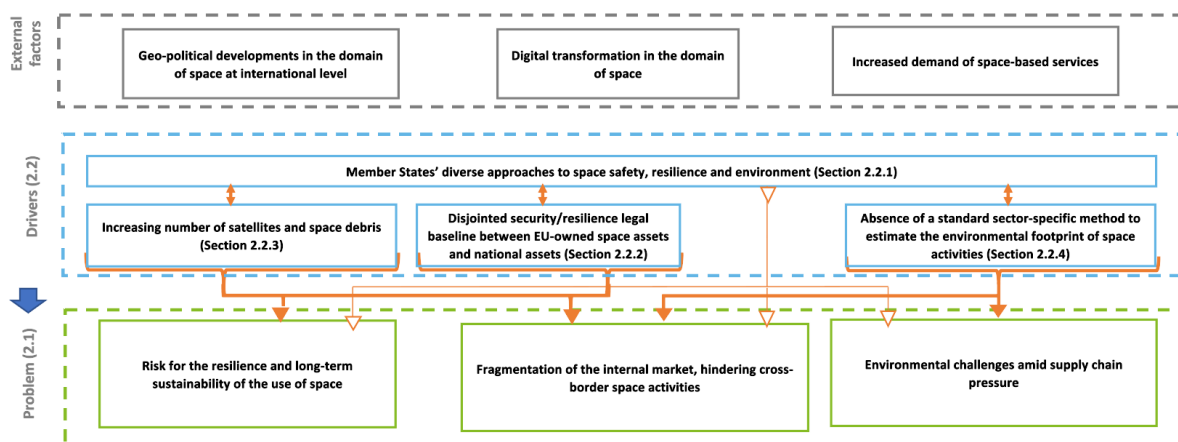 External
factors
Geo-political developments in the domain
of space at international level
Digital transformation in the domain
of space
Increased demand of space-based services
Drivers (2.2)
Member States' diverse approaches to space safety, resilience and environment (Section 2.2.1)
Increasing number of satellites and space debris
(Section 2.2.3)
Disjointed security/resilience legal
baseline between EU-owned space assets
and national assets (Section 2.2.2)
Absence of a standard sector-specific method to
estimate the environmental footprint of space
activities (Section 2.2.4)
Problem (2.1)
Risk for the resilience and long-term
sustainability of the use of space
Fragmentation of the internal market, hindering cross-
border space activities
Environmental challenges amid supply chain
pressure